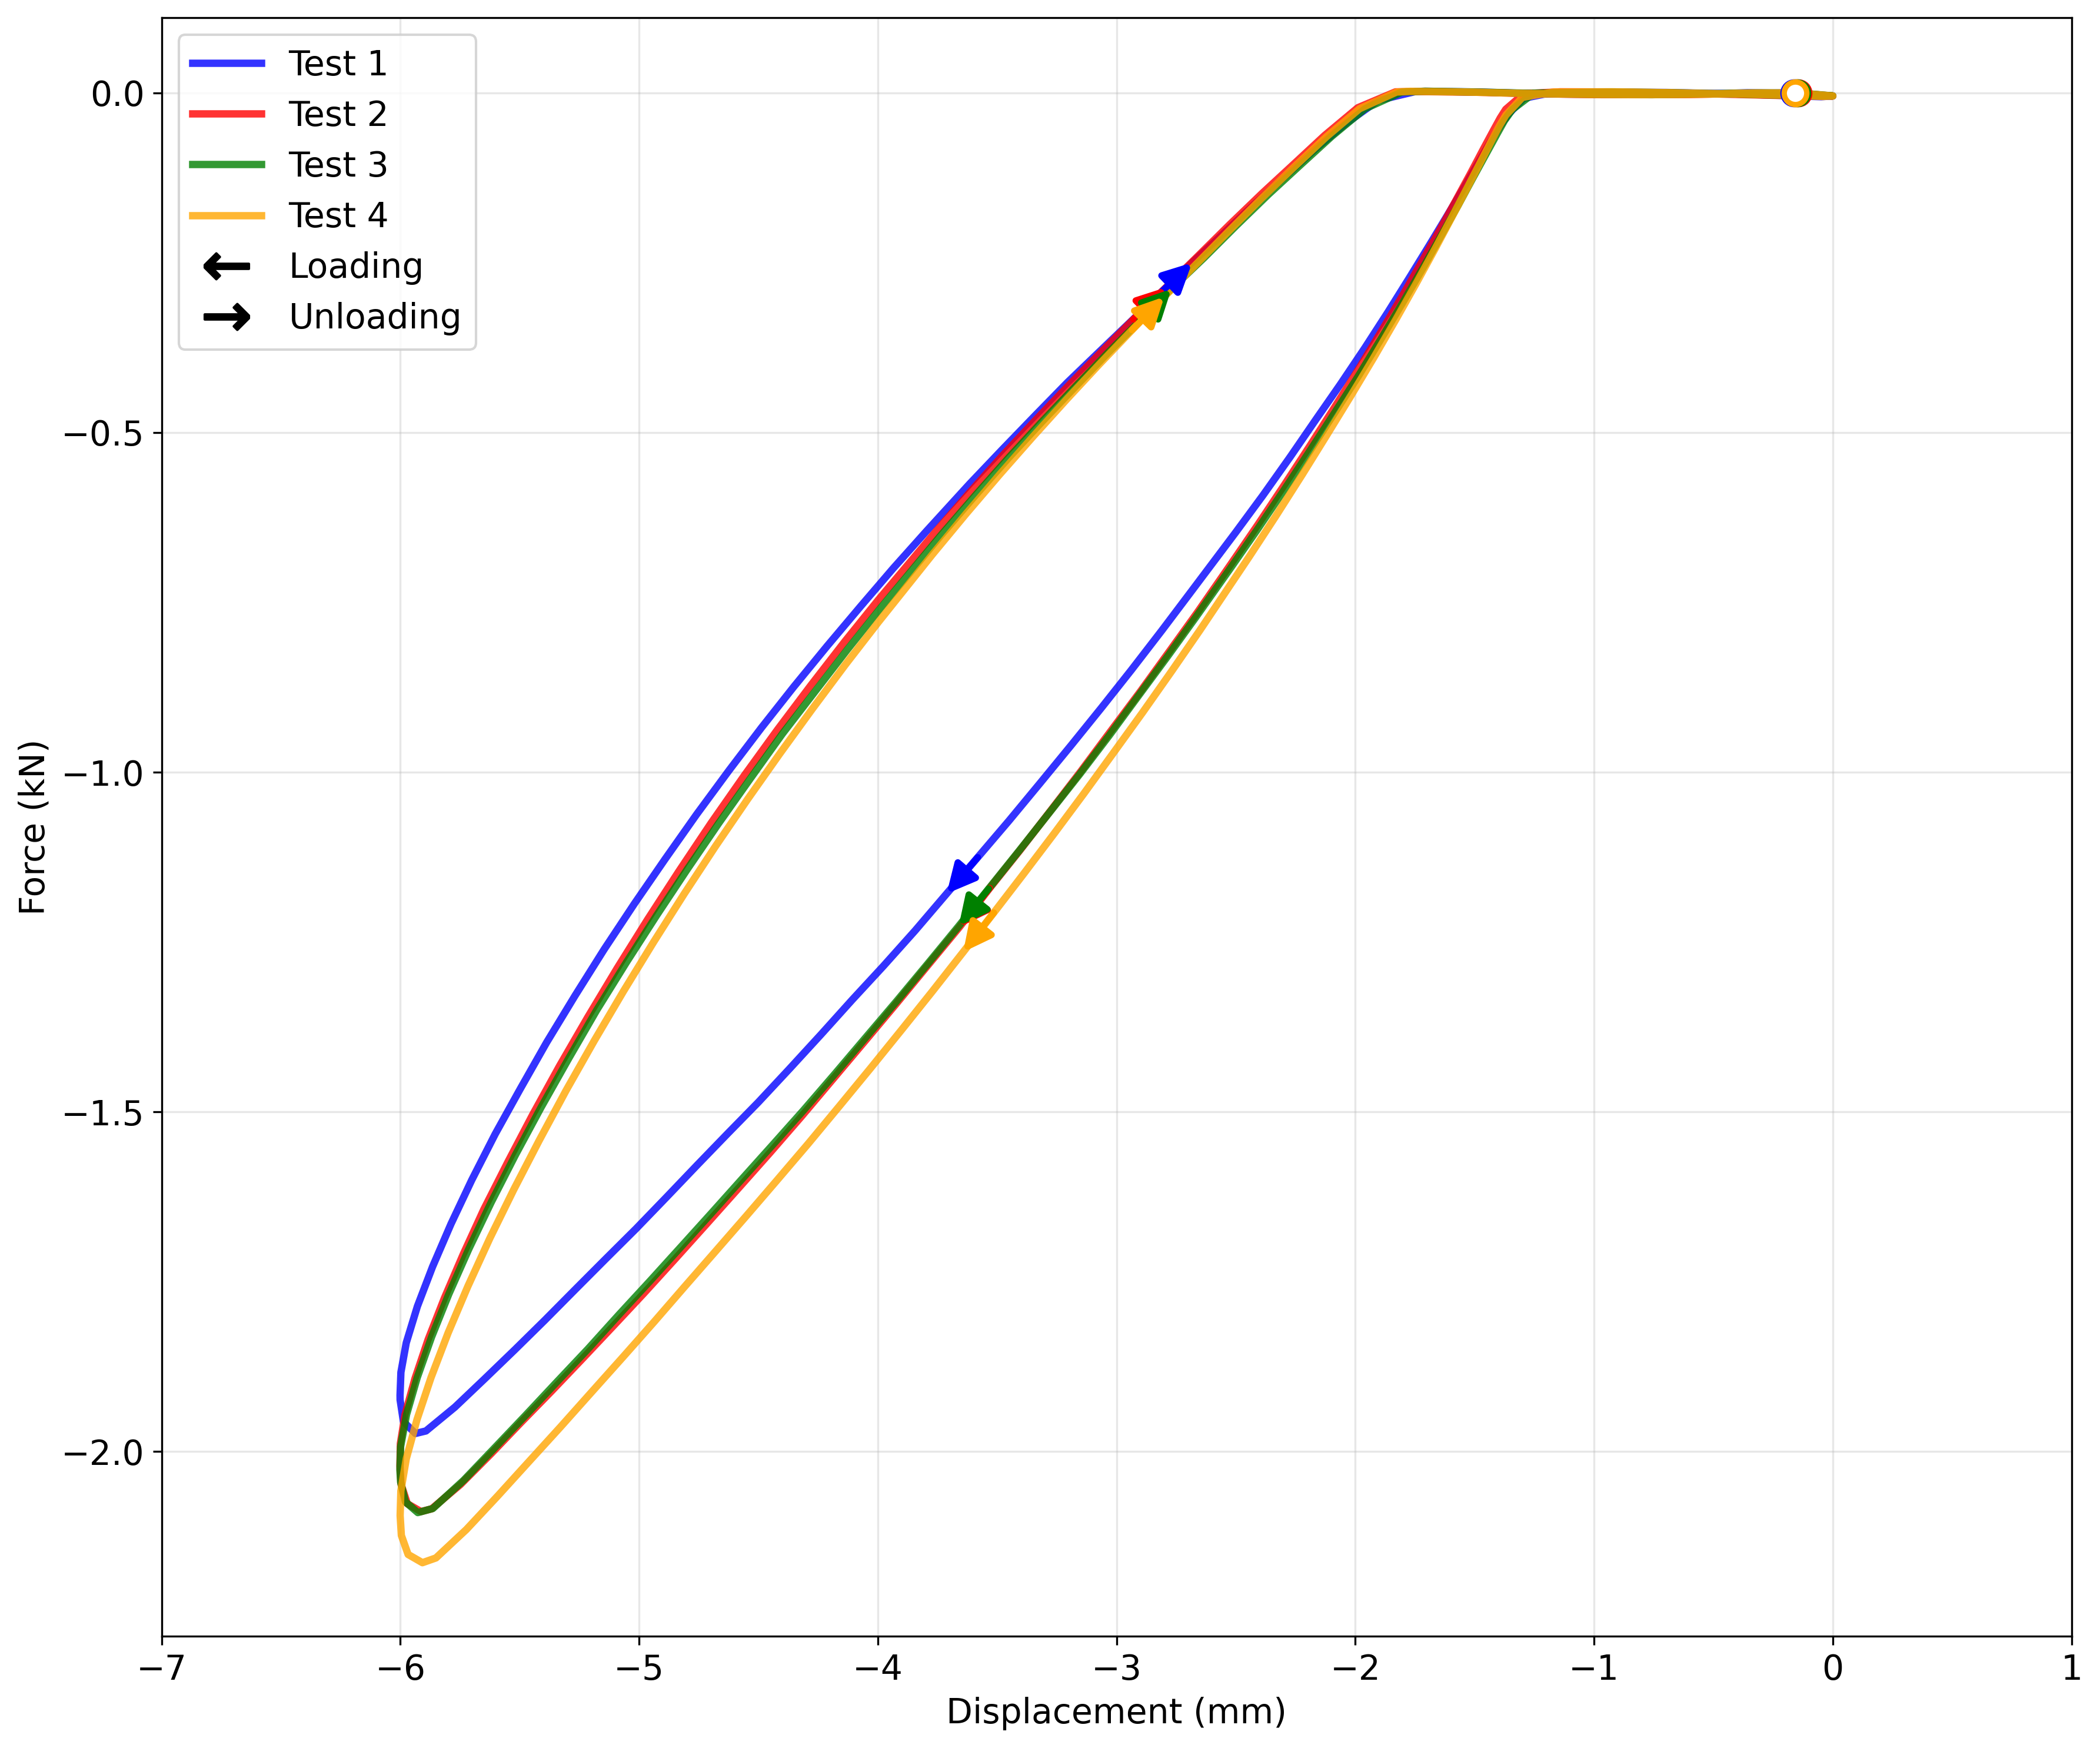 Test 1
Test 2
Test 3
Test 4
Loading
Unloading
0.0
−0.5
−1.0
−1.5
−2.0
Force (kN)
−7 −6 −5 −4 −3 −2 −1 0 1
Displacement (mm)